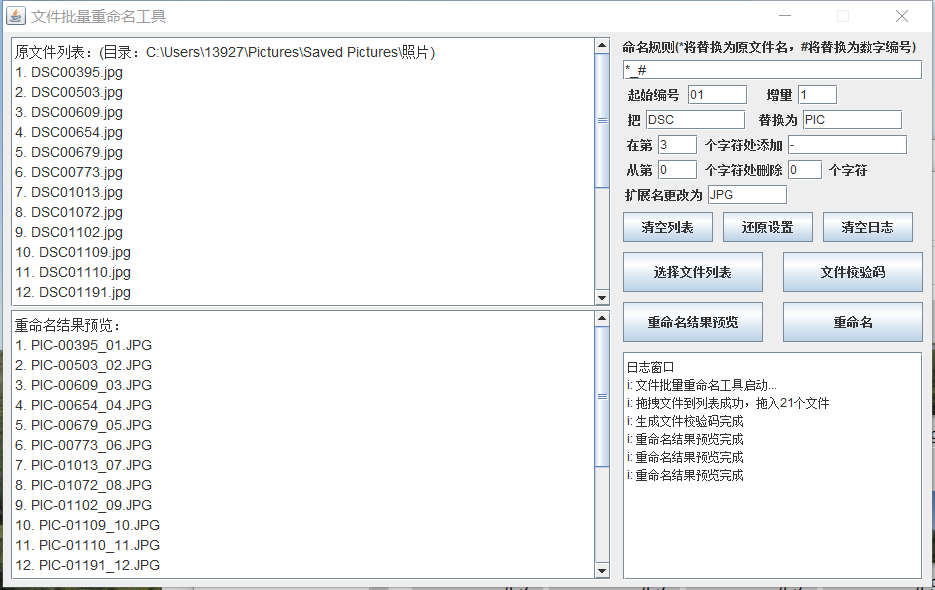 文件批量重命名工具
原文件列表：(目录：C:\Users\13927\Pictures\Saved Pictures\照片)
1. DSC00395.jpg
2. DSC00503.jpg
3. DSC00609.jpg
4. DSC00654.jpg
5. DSC00679.jpg
6. DSC00773.jpg
7. DSC01013.jpg
8. DSC01072.jpg
9. DSC01102.jpg
10. DSC01109.jpg
11. DSC01110.jpg
12. DSC01191.jpg
重命名结果预览：
1. PIC-00395_01.JPG
2. PIC-00503_02.JPG
3. PIC-00609_03.JPG
4. PIC-00654_04.JPG
5. PIC-00679_05.JPG
6. PIC-00773_06.JPG
7. PIC-01013_07.JPG
8. PIC-01072_08.JPG
9. PIC-01102_09.JPG
10. PIC-01109_10.JPG
11. PIC-01110_11.JPG
12. PIC-01191_12.JPG
命名规则(*将替换为原文件名，#将替换为数字编号)
*_#
起始编号 01 增量 1
把 DSC 替换为 PIC
在第 3 个字符处添加 -
从第 0 个字符处删除 0 个字符
扩展名更改为 JPG
清空列表 还原设置 清空日志
选择文件列表 文件校验码
重命名结果预览 重命名
日志窗口
i: 文件批量重命名工具启动...
i: 拖拽文件到列表成功，拖入21个文件
i: 生成文件校验码完成
i: 重命名结果预览完成
i: 重命名结果预览完成
i: 重命名结果预览完成